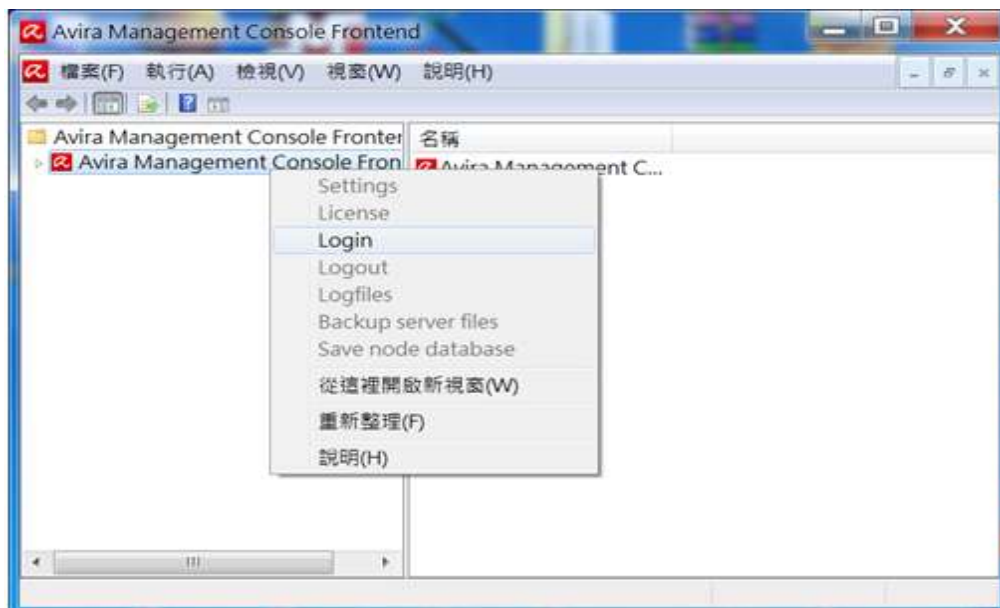 Avira Management Console Frontend
檔案(F) 執行(A) 檢視(V) 視窗(W) 說明(H)
Avira Management Console Fronter
名稱
Avira Management Console Fron
Avira Management C...
Settings
License
Login
Logout
Logfiles
Backup server files
Save node database
從這裡開啟新視窗(W)
重新整理(F)
說明(H)